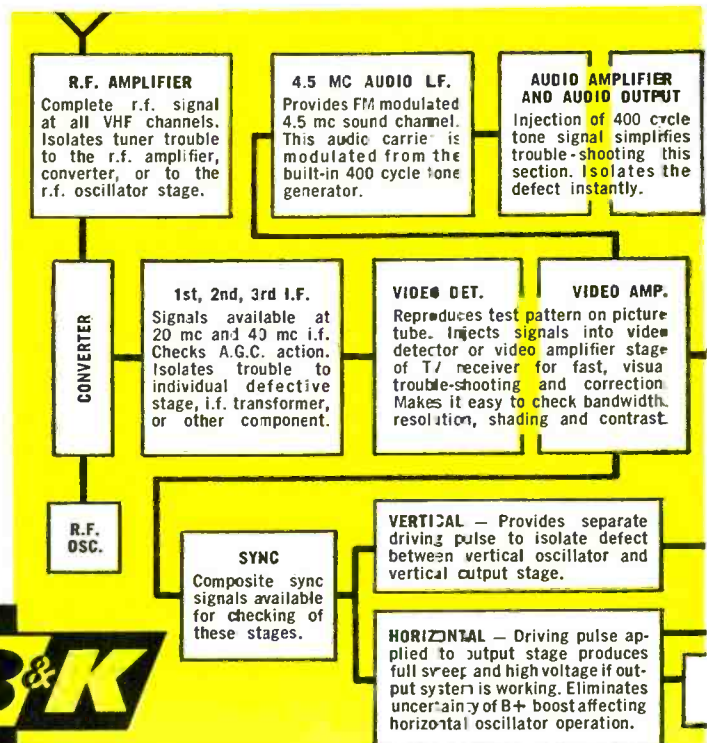 R.F. AMPLIFIER
Complete r.f. signal
at all VHF channels.
Isolates tuner trouble
to the r.f. amplifier,
converter, or to the
r.f. oscillator stage.
4.5 MC AUDIO I.F.
Provides FM modulated
4.5 mc sound channel.
This audio carrier is
modulated from the
built-in 400 cycle tone
generator.
AUDIO AMPLIFIER
AND AUDIO OUTPUT
Injection of 400 cycle
tone signal simplifies
trouble-shooting this
section. Isolates the
defect instantly.
CONVERTER
1st, 2nd, 3rd I.F.
Signals available at
20 mc and 40 mc i.f.
Checks A.G.C. action.
Isolates trouble to
individual defective
stage, i.f. transformer,
or other component.
VIDEO DET. VIDEO AMP.
Reproduces test pattern on picture
tube. Injects signals into video
detector or video amplifier stage
of TV receiver for fast, visual
trouble-shooting and correction.
Makes it easy to check bandwidth,
resolution, shading and contrast.
R.F.
OSC.
SYNC
Composite sync
signals available
for checking of
these stages.
VERTICAL — Provides separate
driving pulse to isolate defect
between vertical oscillator and
vertical output stage.
HORIZONTAL — Driving pulse ap-
plied to output stage produces
full sweep and high voltage if out-
put system is working. Eliminates
uncertainty of B+ boost affecting
horizontal oscillator operation.
B&K